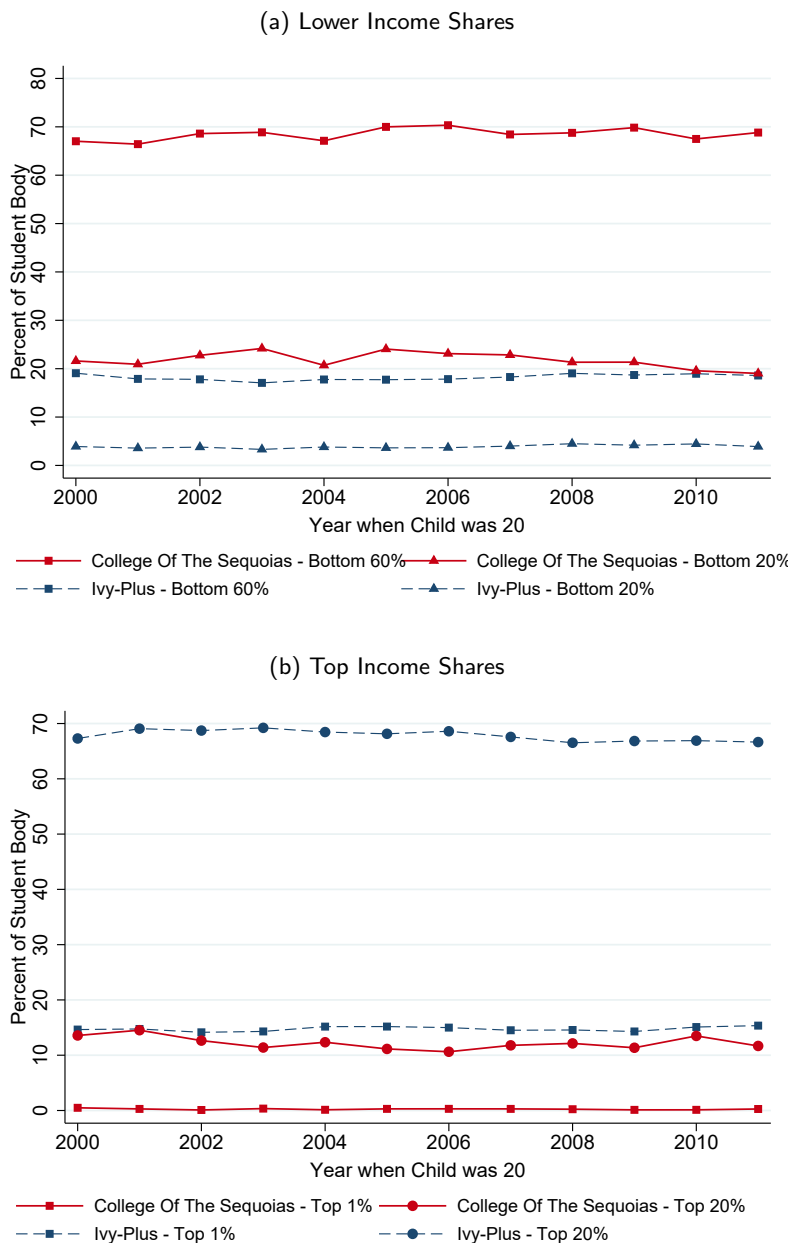 (a) Lower Income Shares
Percent of Student Body
80
70
60
50
40
30
20
10
0
2000 2002 2004 2006 2008 2010
Year when Child was 20
College Of The Sequoias - Bottom 60% College Of The Sequoias - Bottom 20%
Ivy-Plus - Bottom 60% Ivy-Plus - Bottom 20%
(b) Top Income Shares
Percent of Student Body
70
60
50
40
30
20
10
0
2000 2002 2004 2006 2008 2010
Year when Child was 20
College Of The Sequoias - Top 1% College Of The Sequoias - Top 20%
Ivy-Plus - Top 1% Ivy-Plus - Top 20%